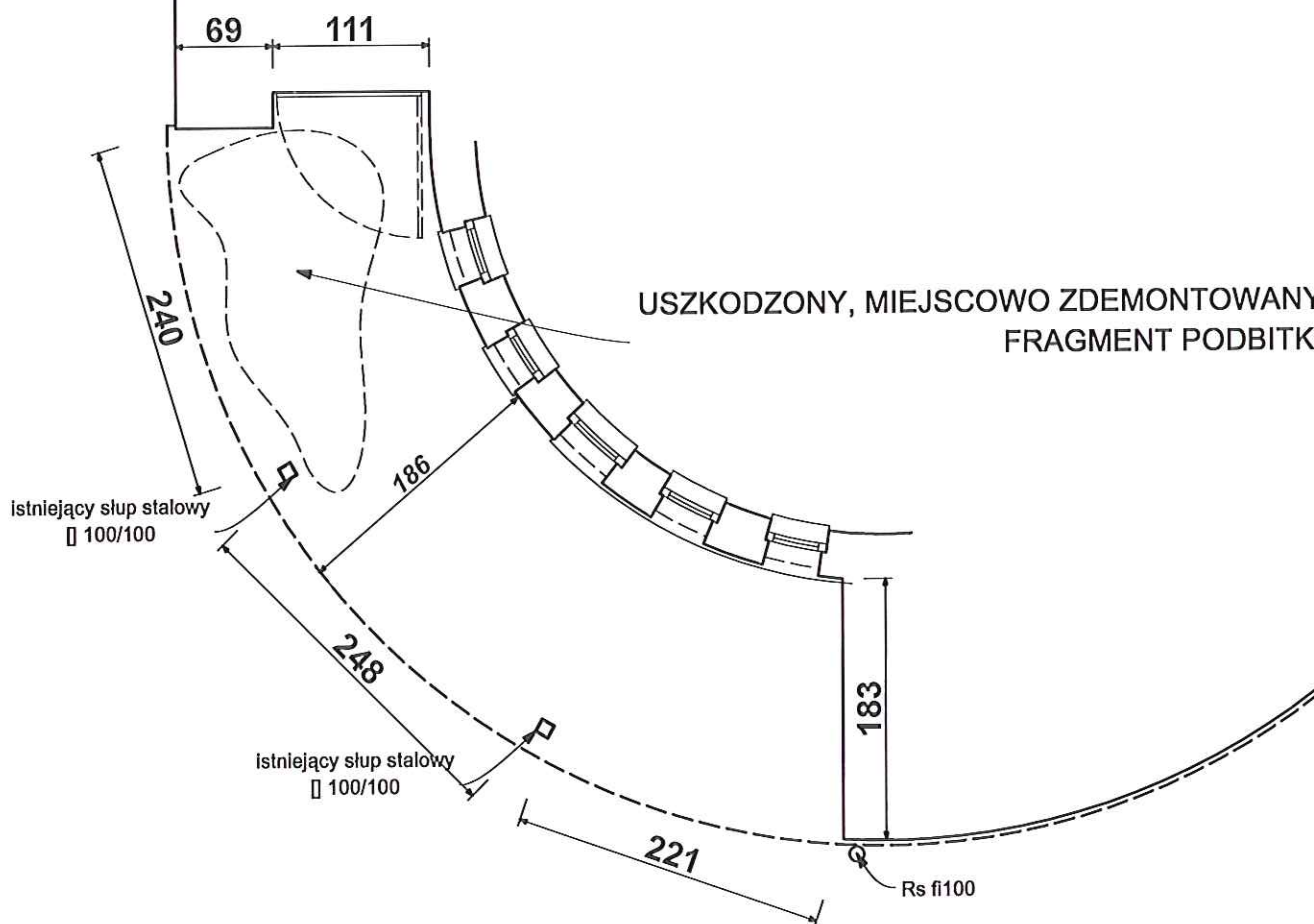 69
111
USZKODZONY, MIEJSCOWO ZDEMONTOWANY
FRAGMENT PODBITK
240
186
istniejący słup stalowy
[] 100/100
248
183
istniejący słup stalowy
[] 100/100
221
Rs fi100